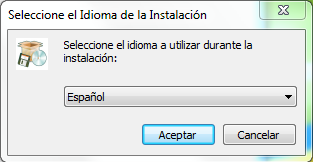 Seleccione el Idioma de la Instalación
Seleccione el idioma a utilizar durante la
instalación:
Español
Aceptar
Cancelar